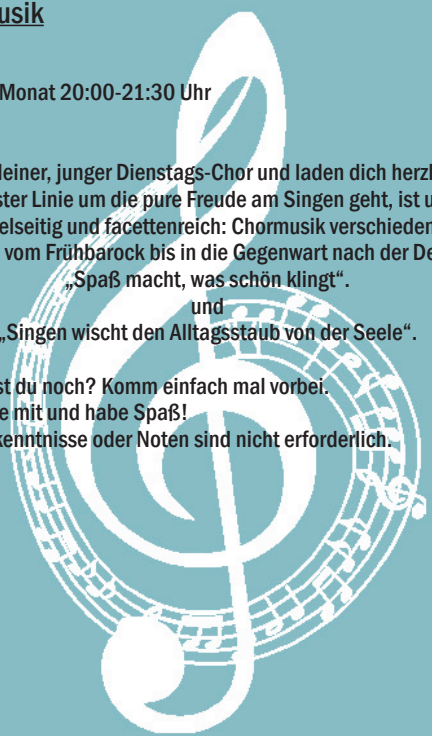 usik
Monat 20:00-21:30 Uhr
leiner, junger Dienstags-Chor und laden dich herzl
ster Linie um die pure Freude am Singen geht, ist u
elseitig und facettenreich: Chormusik verschieden
vom Frühbarock bis in die Gegenwart nach der De
„Spaß macht, was schön klingt“.
und
„Singen wischt den Alltagsstaub von der Seele“.
st du noch? Komm einfach mal vorbei.
e mit und habe Spaß!
kenntnisse oder Noten sind nicht erforderlich.